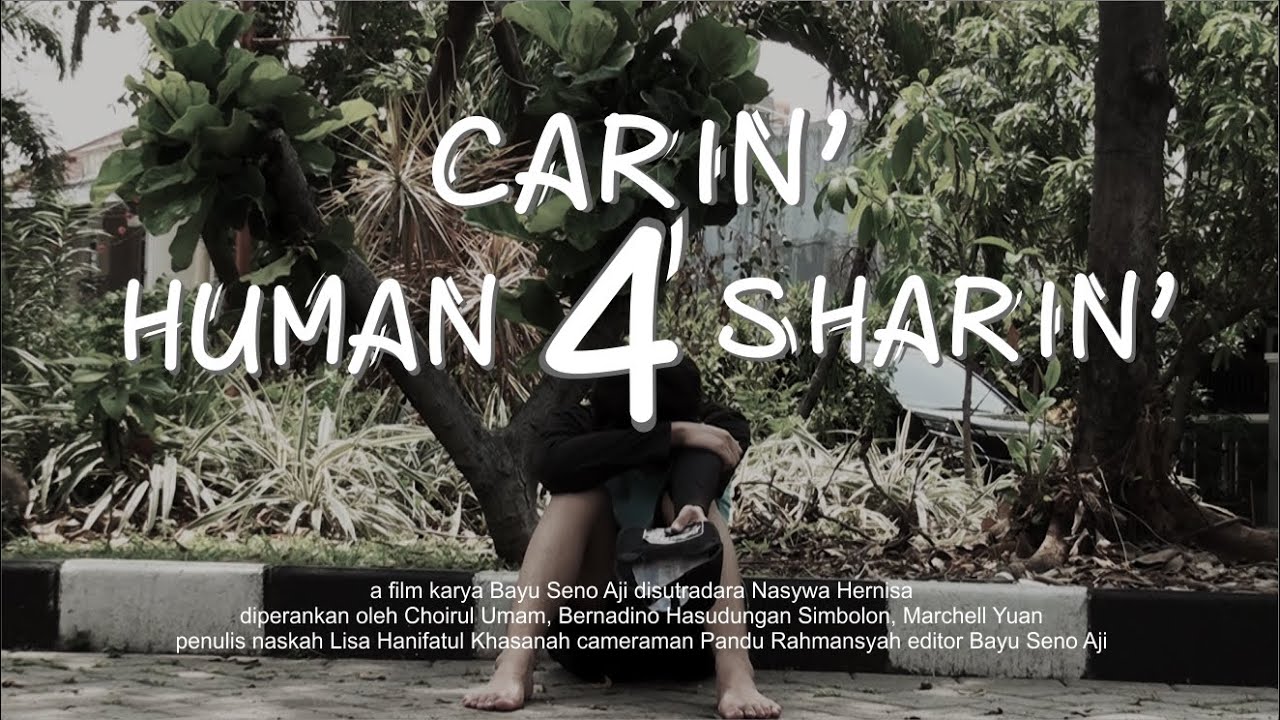 CARIN'
HUMAN 4 SHARIN'
a film karya Bayu Seno Aji disutradara Nasywa Hernisa
diperankan oleh Choirul Umam, Bernadino Hasudungan Simbolon, Marchell Yuan
penulis naskah Lisa Hanifatul Khasanah cameraman Pandu Rahmansyah editor Bayu Seno Aji